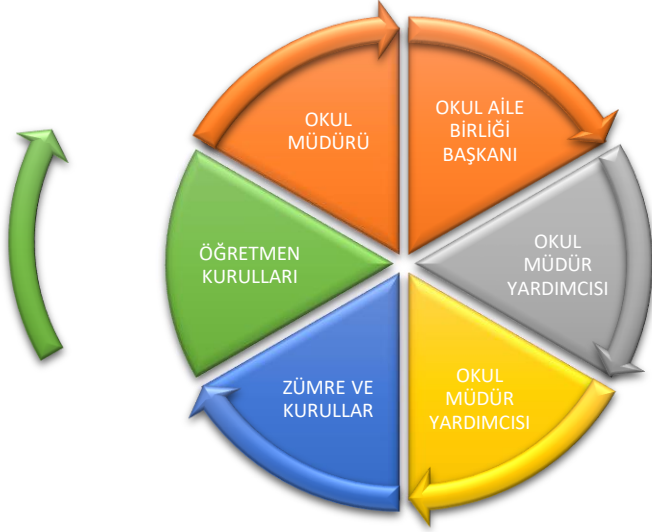 OKUL
MÜDÜRÜ
OKUL AİLE
BİRLİĞİ
BAŞKANI
OKUL
MÜDÜR
YARDIMCISI
OKUL
MÜDÜR
YARDIMCISI
ZÜMRE VE
KURULLAR
ÖĞRETMEN
KURULLARI